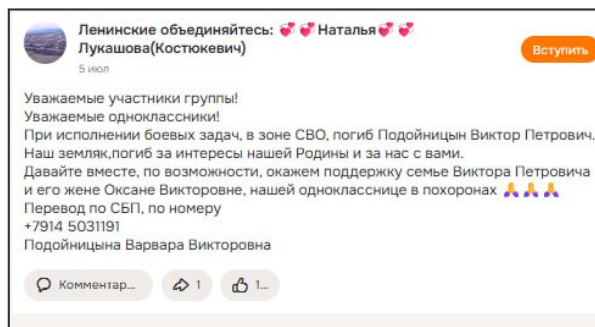 Ленинские объединяйтесь: 💞💞Наталья💞💞
Лукашова(Костюкевич)
5 июл
Вступить
Уважаемые участники группы!
Уважаемые одноклассники!
При исполнении боевых задач, в зоне СВО, погиб Подойницын Виктор Петрович.
Наш земляк,погиб за интересы нашей Родины и за нас с вами.
Давайте вместе, по возможности, окажем поддержку семье Виктора Петровича
и его жене Оксане Викторовне, нашей однокласснице в похоронах 🙏🙏🙏
Перевод по СБП, по номеру
+7914 5031191
Подойницына Варвара Викторовна
Комментар... 1 1...